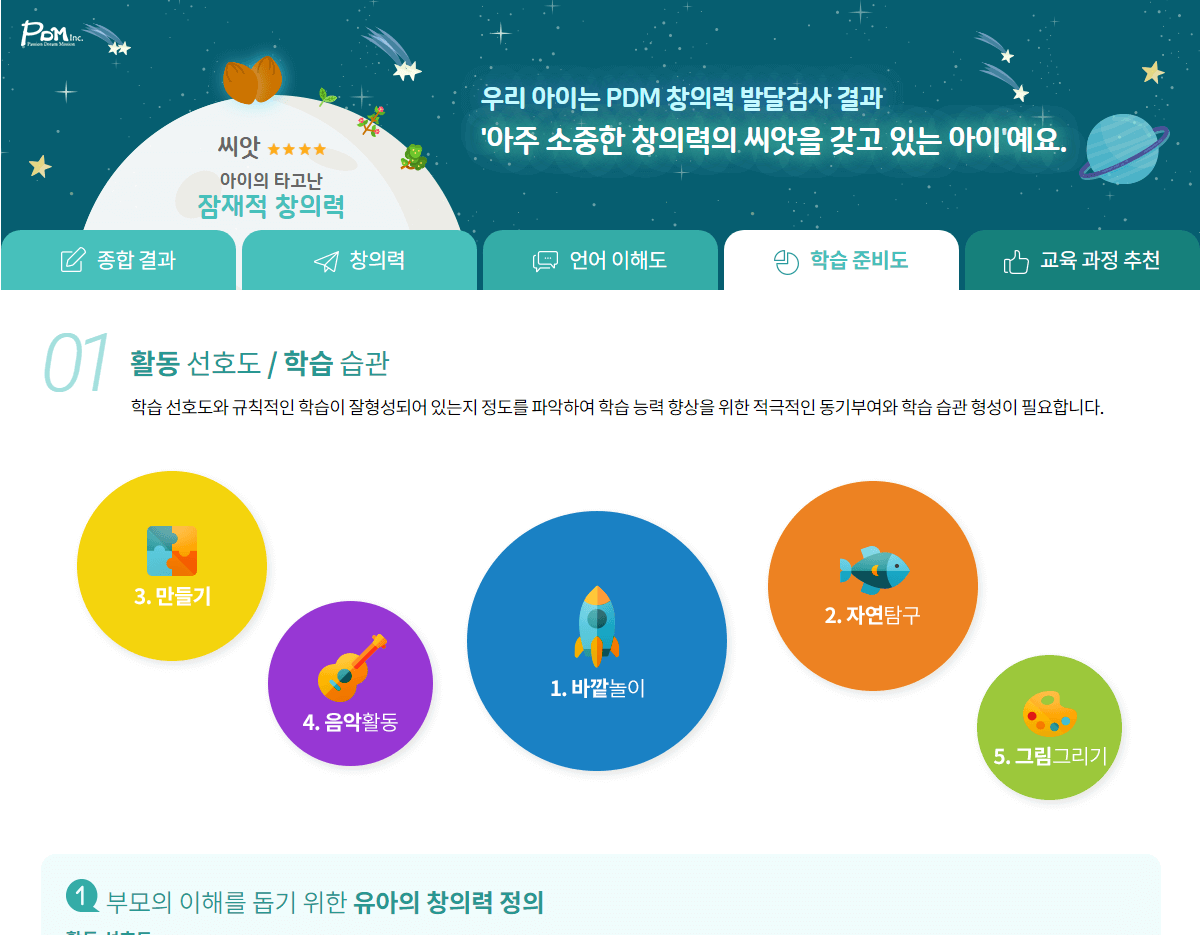 PDM Inc.
Passion Dream Mission
우리 아이는 PDM 창의력 발달검사 결과
'아주 소중한 창의력의 씨앗을 갖고 있는 아이'예요.
씨앗
아이의 타고난
잠재적 창의력
종합 결과
창의력
언어 이해도
학습 준비도
교육 과정 추천
01
활동 선호도 / 학습 습관
학습 선호도와 규칙적인 학습이 잘형성되어 있는지 정도를 파악하여 학습 능력 향상을 위한 적극적인 동기부여와 학습 습관 형성이 필요합니다.
3. 만들기
4. 음악활동
1. 바깥놀이
2. 자연탐구
5. 그림그리기
1 부모의 이해를 돕기 위한 유아의 창의력 정의